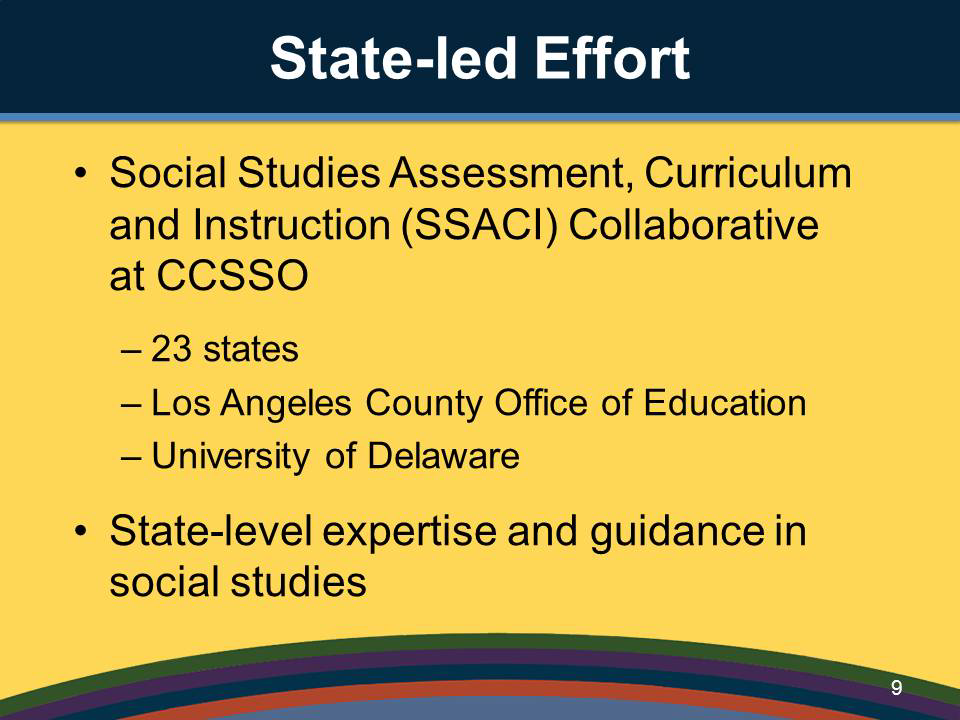 State-led Effort
• Social Studies Assessment, Curriculum
and Instruction (SSACI) Collaborative
at CCSSO
– 23 states
– Los Angeles County Office of Education
– University of Delaware
• State-level expertise and guidance in
social studies
9